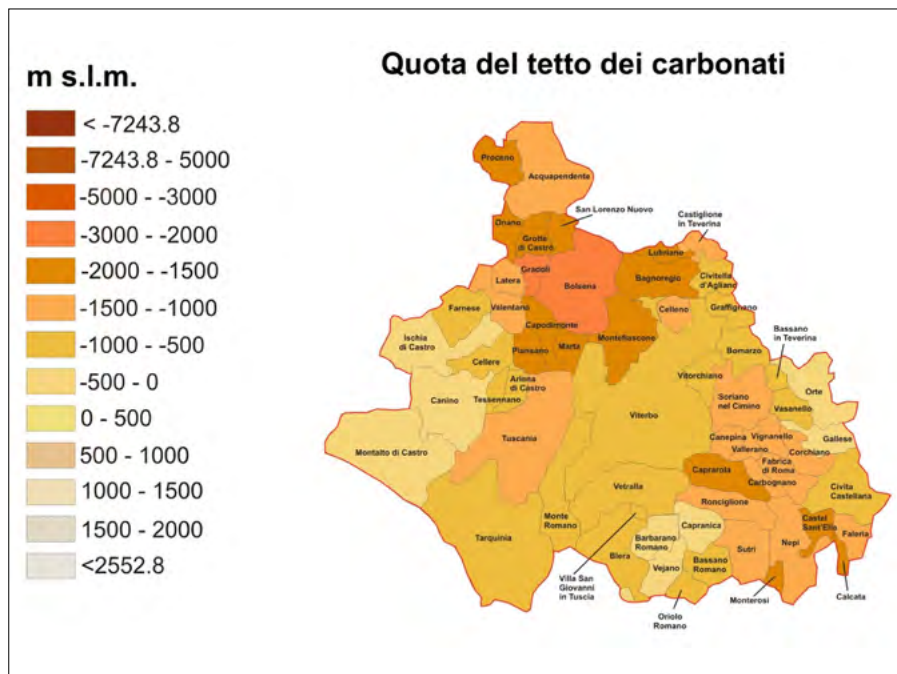 Quota del tetto dei carbonati
m s.l.m.
< -7243.8
-7243.8 - 5000
-5000 - -3000
-3000 - -2000
-2000 - -1500
-1500 - -1000
-1000 - -500
-500 - 0
0 - 500
500 - 1000
1000 - 1500
1500 - 2000
<2552.8
Proceno
Acquapendente
San Lorenzo Nuovo
Castiglione
in Teverina
Onano
Grotte
di Castro
Lubriano
Gradoli
Bolsena
Bagnoregio
Civitella
d'Agliano
Latera
Farnese
Valentano
Celleno
Graffignano
Capodimonte
Bassano
in Teverina
Ischia
di Castro
Piansano
Marta
Montefiascone
Bomarzo
Cellere
Arlena
di Castro
Vitorchiano
Orte
Canino
Tessennano
Viterbo
Soriano
nel Cimino
Vasanello
Tuscania
Canepina
Vignanello
Gallese
Montalto di Castro
Vallerano
Corchiano
Fabrica
di Roma
Caprarola
Carbognano
Vetralla
Civita
Castellana
Ronciglione
Monte
Romano
Castel
Sant'Elia
Tarquinia
Capranica
Barbarano
Romano
Sutri
Nepi
Faleria
Blera
Vejano
Bassano
Romano
Villa San
Giovanni
in Tuscia
Monterosi
Calcata
Oriolo
Romano